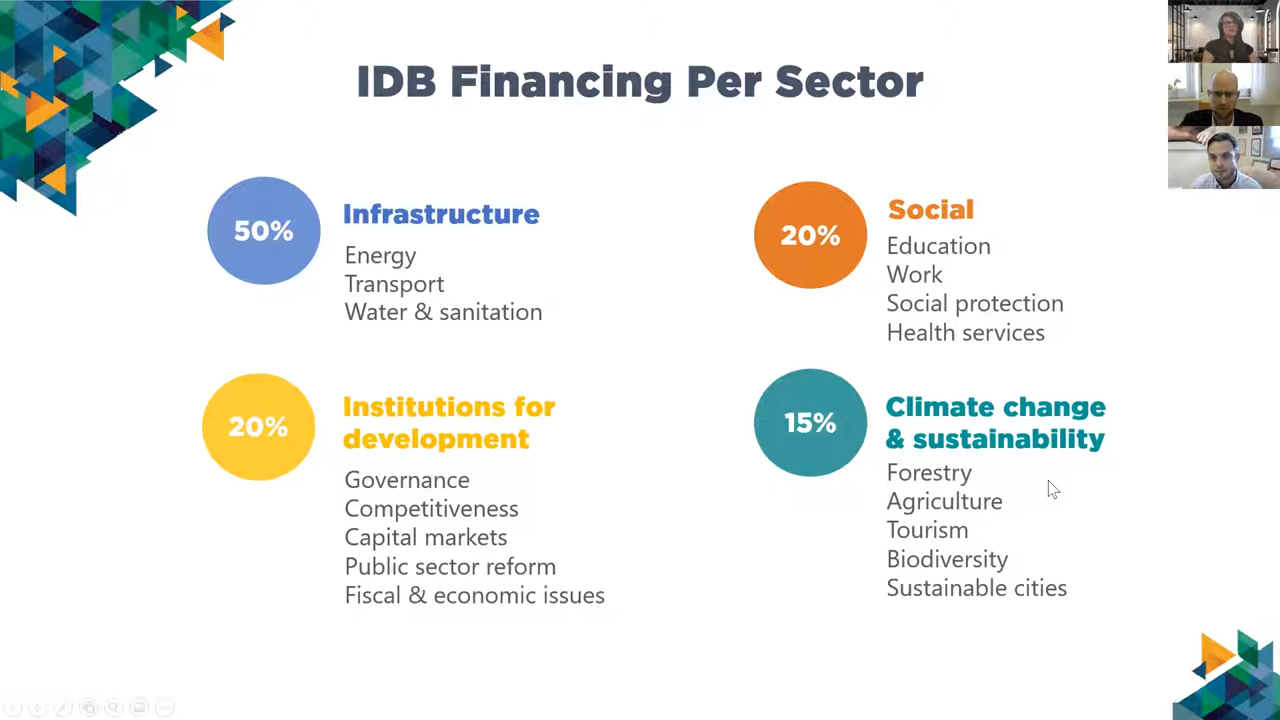 IDB Financing Per Sector
50%
Infrastructure
Energy
Transport
Water & sanitation
20%
Social
Education
Work
Social protection
Health services
20%
Institutions for
development
Governance
Competitiveness
Capital markets
Public sector reform
Fiscal & economic issues
15%
Climate change
& sustainability
Forestry
Agriculture
Tourism
Biodiversity
Sustainable cities